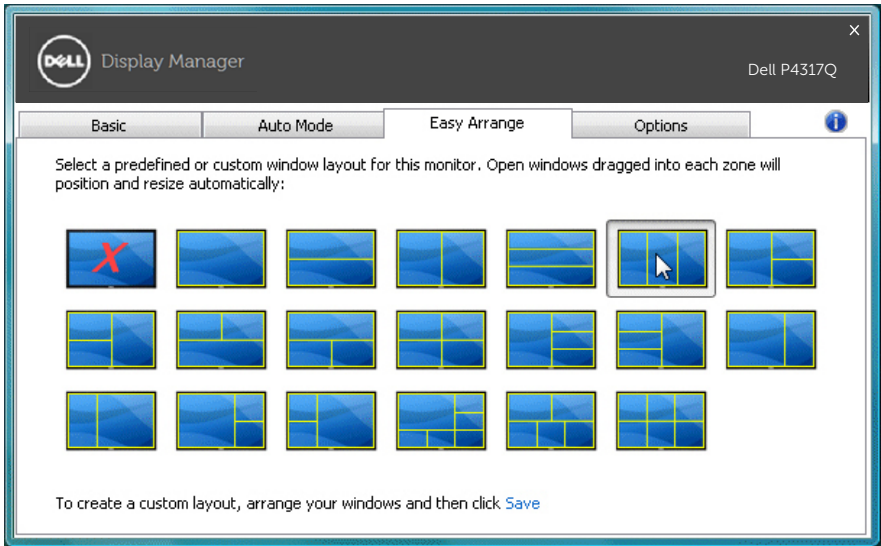 X
DELL Display Manager
Dell P4317Q
Basic Auto Mode Easy Arrange Options i
Select a predefined or custom window layout for this monitor. Open windows dragged into each zone will
position and resize automatically:
X
To create a custom layout, arrange your windows and then click Save